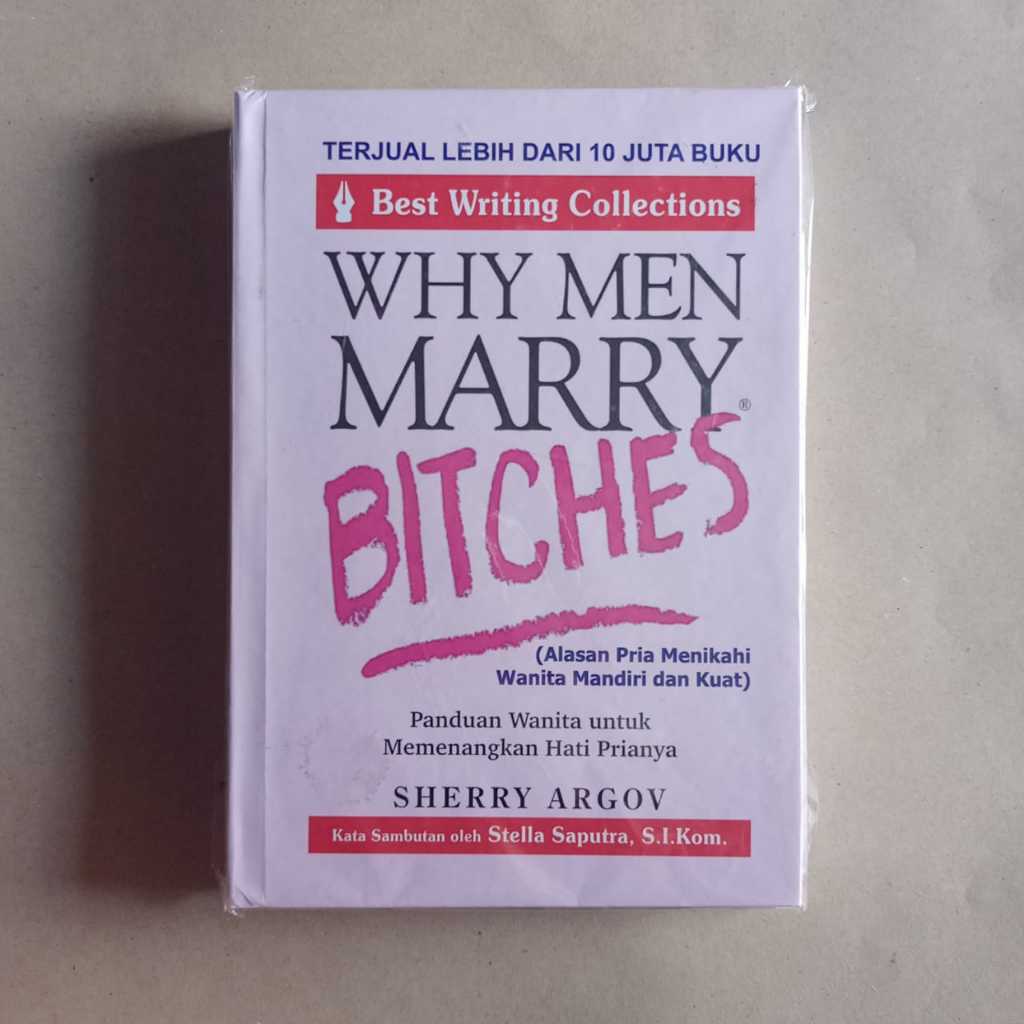 TERJUAL LEBIH DARI 10 JUTA BUKU
Best Writing Collections
WHY MEN
MARRY®
BITCHES
(Alasan Pria Menikahi
Wanita Mandiri dan Kuat)
Panduan Wanita untuk
Memenangkan Hati Prianya
SHERRY ARGOV
Kata Sambutan oleh Stella Saputra, S.I.Kom.